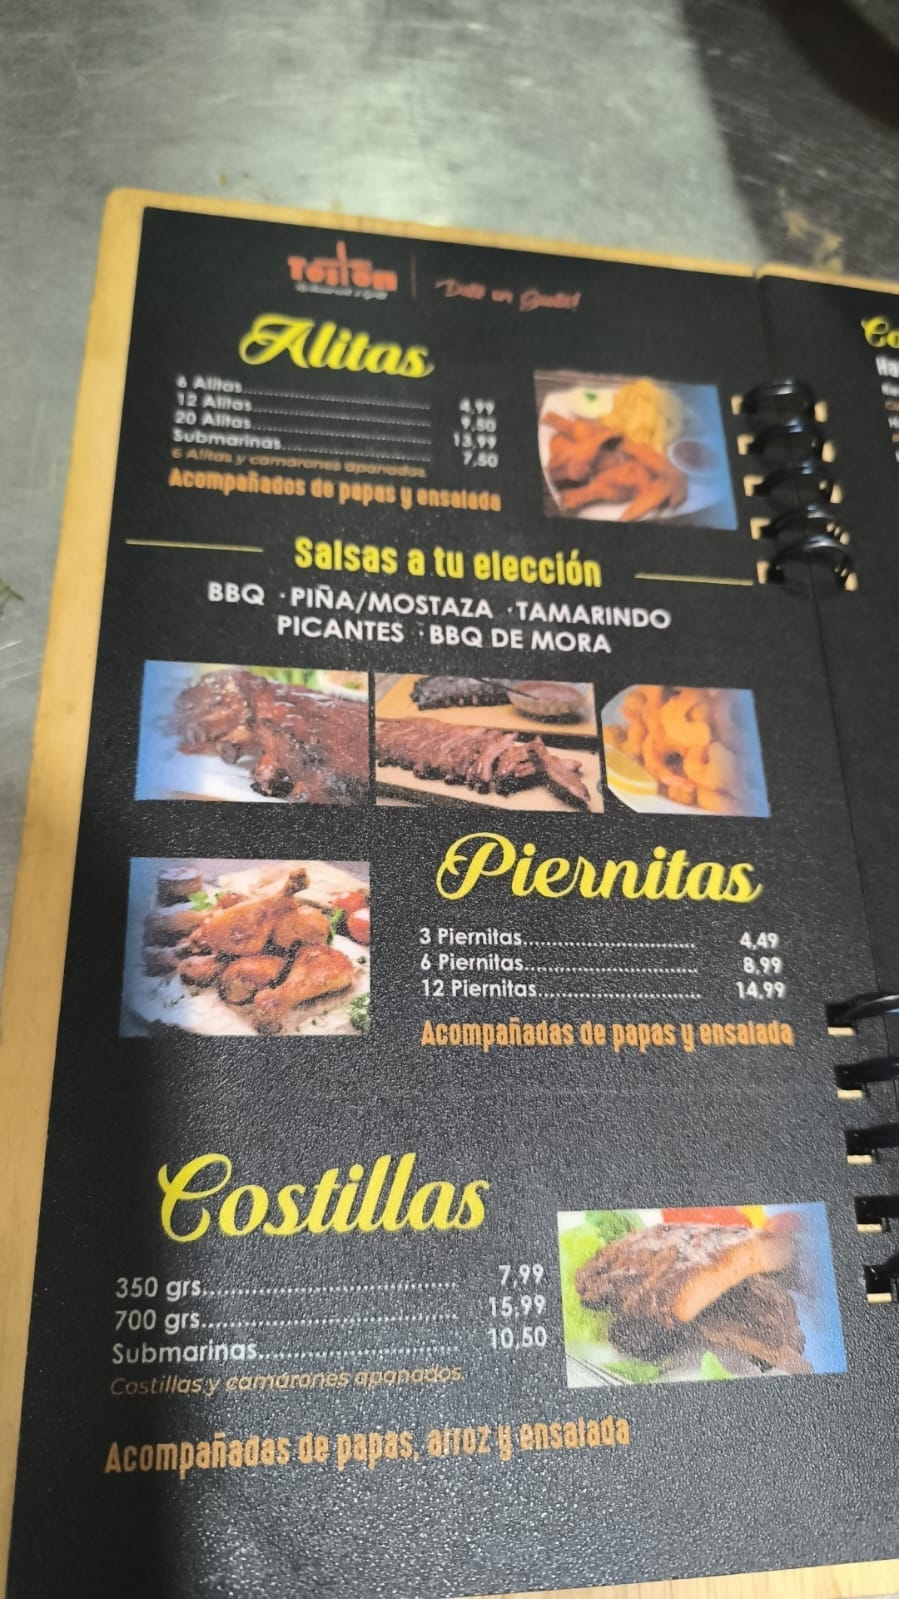 Toston
Alitas
6 Alitas 4,99
12 Alitas 9,50
20 Alitas 13,99
Submarinas 7,50
6 Alitas y camarones apanados
Acompañados de papas y ensalada
Salsas a tu elección
BBQ · PIÑA/MOSTAZA · TAMARINDO
PICANTES · BBQ DE MORA
Piernitas
3 Piernitas 4,49
6 Piernitas 8,99
12 Piernitas 14,99
Acompañadas de papas y ensalada
Costillas
350 grs 7,99
700 grs 15,99
Submarinas 10,50
Costillas y camarones apanados
Acompañadas de papas, arroz y ensalada